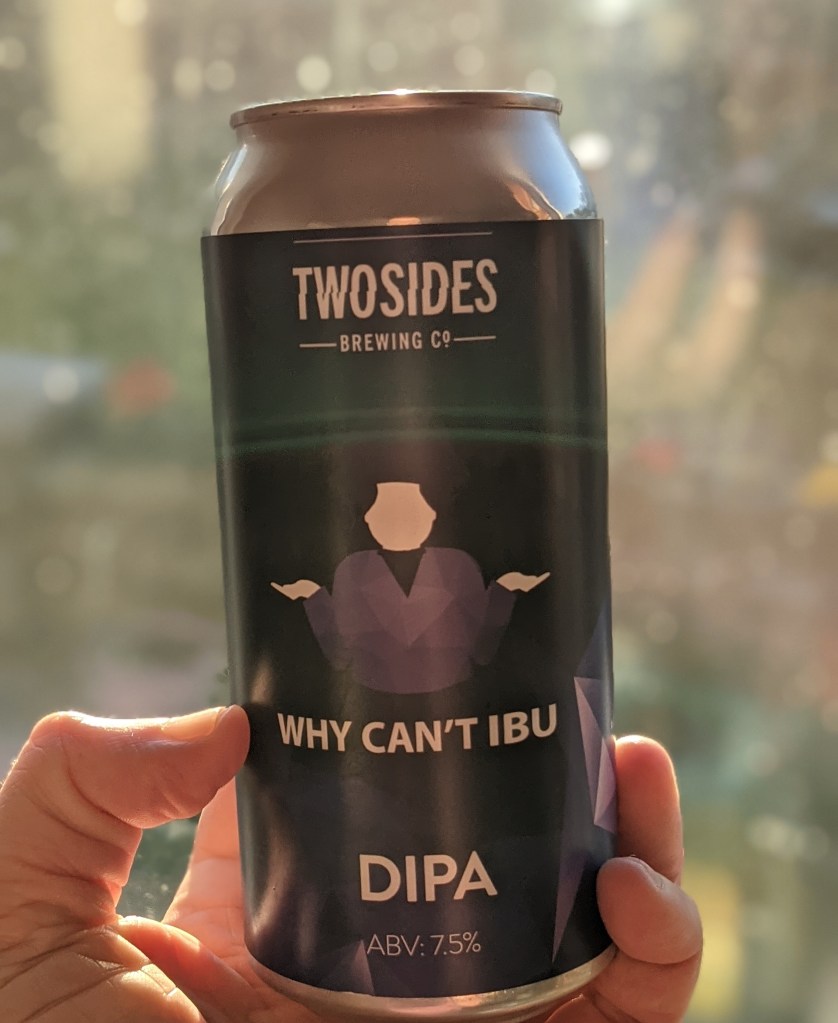 TWOSIDES
BREWING Cº
WHY CAN'T IBU
DIPA
ABV: 7.5%